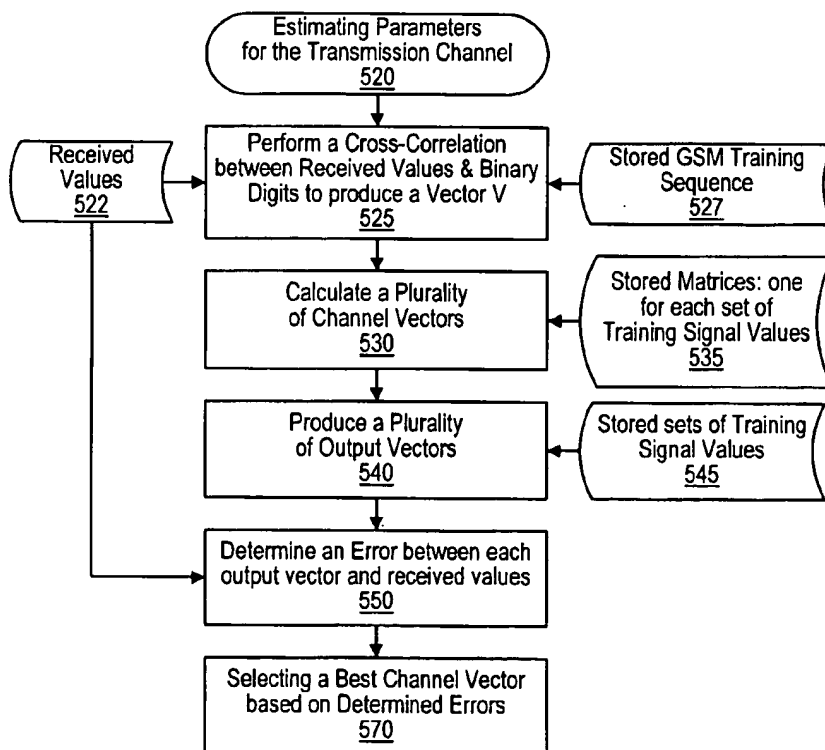 Estimating Parameters
for the Transmission Channel
520
Received
Values
522
Perform a Cross-Correlation
between Received Values & Binary
Digits to produce a Vector V
525
Stored GSM Training
Sequence
527
Calculate a Plurality
of Channel Vectors
530
Stored Matrices: one
for each set of
Training Signal Values
535
Produce a Plurality
of Output Vectors
540
Stored sets of Training
Signal Values
545
Determine an Error between each
output vector and received values
550
Selecting a Best Channel Vector
based on Determined Errors
570